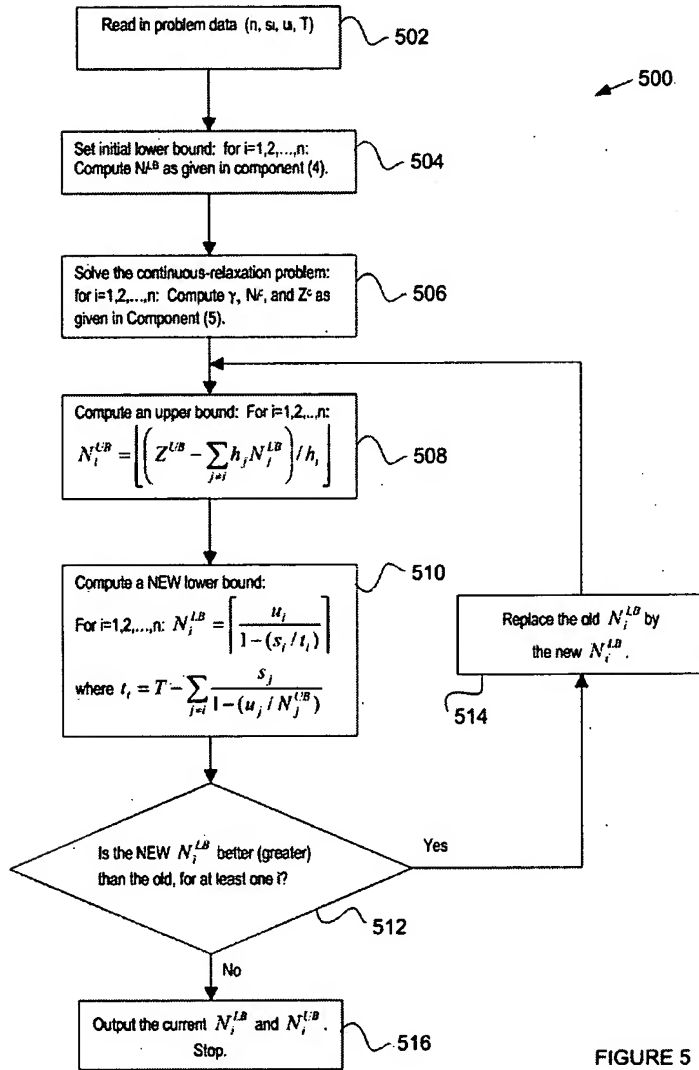 Read in problem data (n, si, ui, T)
502
500
Set initial lower bound: for i=1,2,...,n:
Compute N_i^{LB} as given in component (4).
504
Solve the continuous-relaxation problem:
for i=1,2,...,n: Compute γ, N_i^c, and Z^c as
given in Component (5).
506
Compute an upper bound: For i=1,2,..,n:
N_i^{UB} = ⌊(Z^{UB} − ∑_{j≠i} h_j N_j^{LB}) / h_i⌋
508
Compute a NEW lower bound:
For i=1,2,...,n: N_i^{LB} = ⌈u_i / (1−(s_i / t_i))⌉
where t_i = T − ∑_{j≠i} s_j / (1−(u_j / N_j^{UB}))
510
Replace the old N_i^{LB} by
the new N_i^{LB}.
514
Is the NEW N_i^{LB} better (greater)
than the old, for at least one i?
Yes
512
No
Output the current N_i^{LB} and N_i^{UB}.
Stop.
516
FIGURE 5